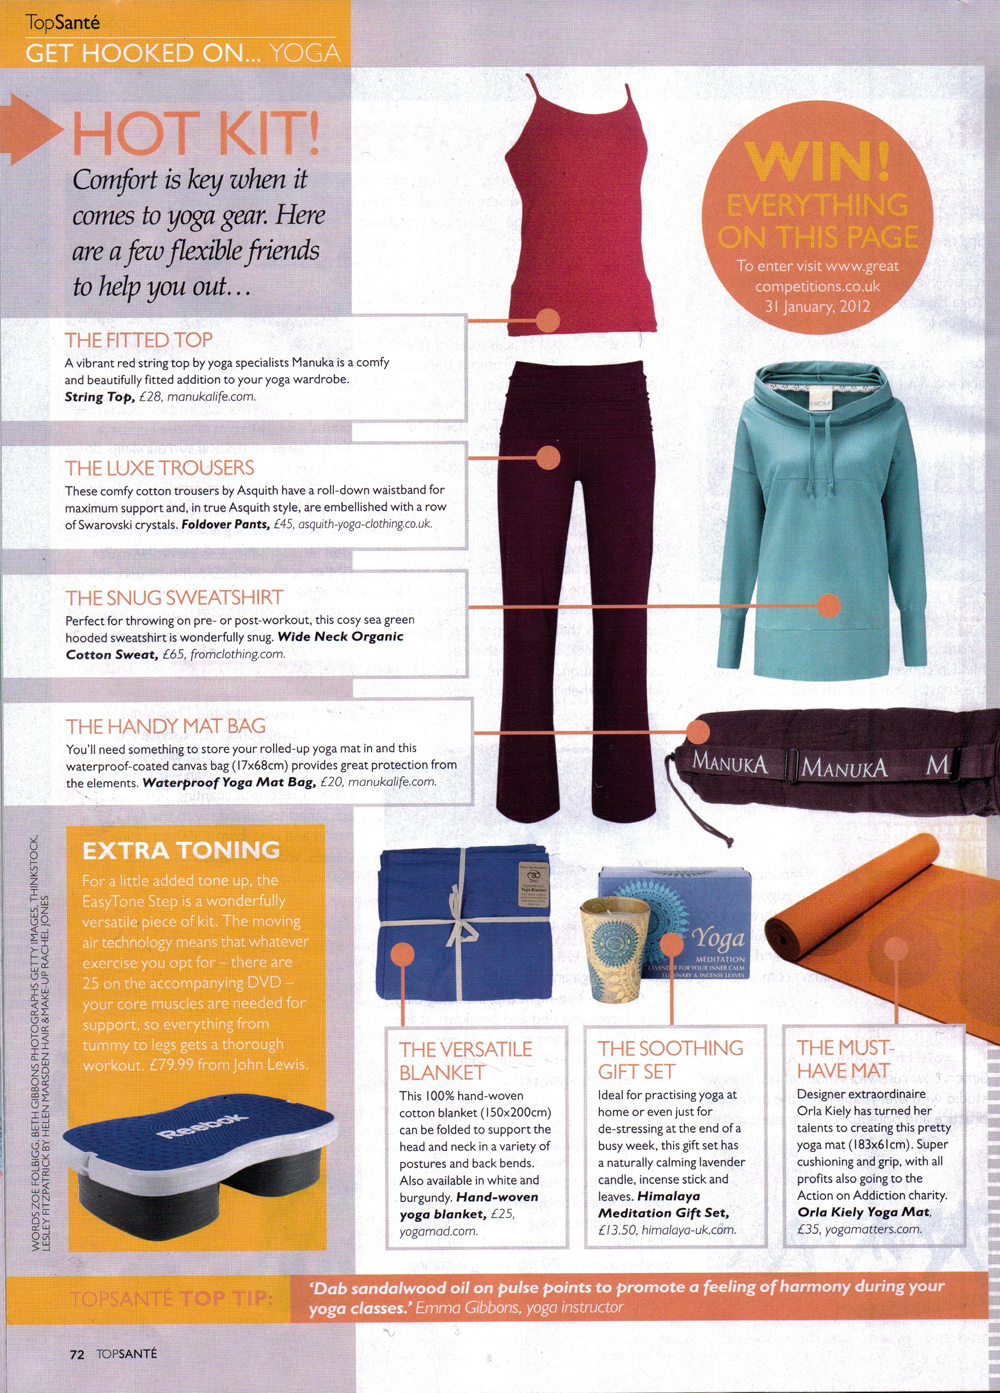 TopSanté
GET HOOKED ON... YOGA
HOT KIT!
Comfort is key when it
comes to yoga gear. Here
are a few flexible friends
to help you out…
WIN!
EVERYTHING
ON THIS PAGE
To enter visit www.great
competitions.co.uk
31 January, 2012
THE FITTED TOP
A vibrant red string top by yoga specialists Manuka is a comfy
and beautifully fitted addition to your yoga wardrobe.
String Top, £28, manukalife.com.
THE LUXE TROUSERS
These comfy cotton trousers by Asquith have a roll-down waistband for
maximum support and, in true Asquith style, are embellished with a row
of Swarovski crystals. Foldover Pants, £45, asquith-yoga-clothing.co.uk.
FROM
THE SNUG SWEATSHIRT
Perfect for throwing on pre- or post-workout, this cosy sea green
hooded sweatshirt is wonderfully snug. Wide Neck Organic
Cotton Sweat, £65, fromclothing.com.
THE HANDY MAT BAG
You'll need something to store your rolled-up yoga mat in and this
waterproof-coated canvas bag (17x68cm) provides great protection from
the elements. Waterproof Yoga Mat Bag, £20, manukalife.com.
MANUKA MANUKA M
EXTRA TONING
For a little added tone up, the
EasyTone Step is a wonderfully
versatile piece of kit. The moving
air technology means that whatever
exercise you opt for – there are
25 on the accompanying DVD –
your core muscles are needed for
support, so everything from
tummy to legs gets a thorough
workout. £79.99 from John Lewis.
Reebok
WORDS ZOE FOLBIGG, BETH GIBBONS PHOTOGRAPHS GETTY IMAGES, THINKSTOCK,
LESLEY FITZPATRICK BY HELEN MARSDEN HAIR & MAKE-UP RACHEL JONES
Yoga Blanket
Yoga
MEDITATION
LAVENDER FOR YOUR INNER CALM
LUMINARY & INCENSE LEAVES
THE VERSATILE
BLANKET
This 100% hand-woven
cotton blanket (150x200cm)
can be folded to support the
head and neck in a variety of
postures and back bends.
Also available in white and
burgundy. Hand-woven
yoga blanket, £25,
yogamad.com.
THE SOOTHING
GIFT SET
Ideal for practising yoga at
home or even just for
de-stressing at the end of a
busy week, this gift set has
a naturally calming lavender
candle, incense stick and
leaves. Himalaya
Meditation Gift Set,
£13.50, himalaya-uk.com.
THE MUST-
HAVE MAT
Designer extraordinaire
Orla Kiely has turned her
talents to creating this pretty
yoga mat (183x61cm). Super
cushioning and grip, with all
profits also going to the
Action on Addiction charity.
Orla Kiely Yoga Mat,
£35, yogamatters.com.
TOPSANTÉ TOP TIP:
'Dab sandalwood oil on pulse points to promote a feeling of harmony during your
yoga classes.' Emma Gibbons, yoga instructor
72 TOPSANTÉ